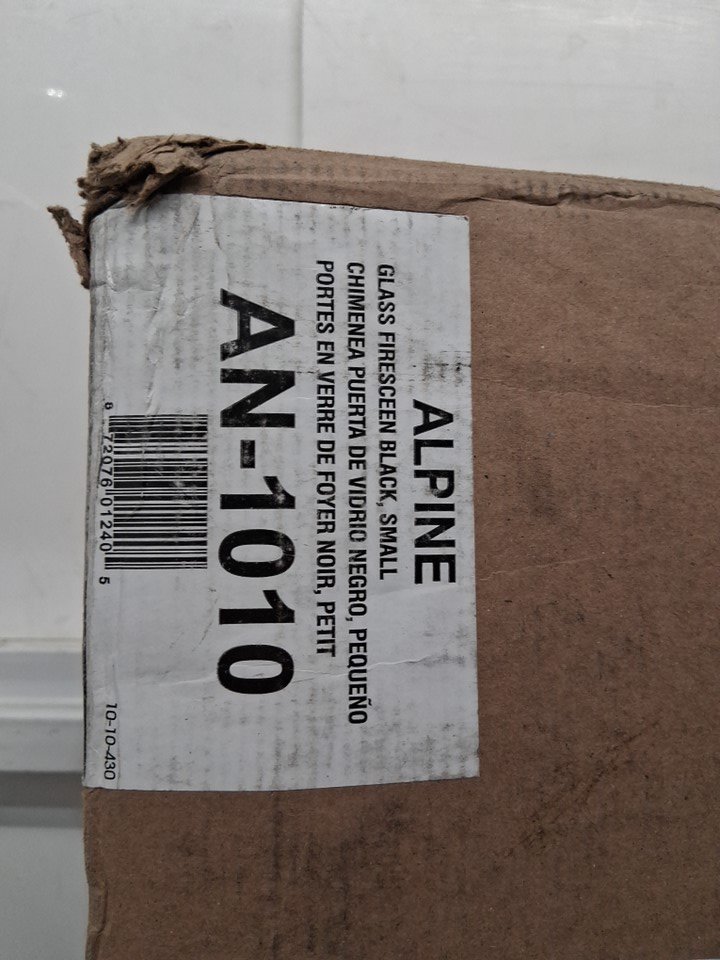 ALPINE
GLASS FIRESCEEN BLACK, SMALL
CHIMENEA PUERTA DE VIDRIO NEGRO, PEQUEÑO
PORTES EN VERRE DE FOYER NOIR, PETIT
AN-1010
8 72076 01240 5
10-10-430